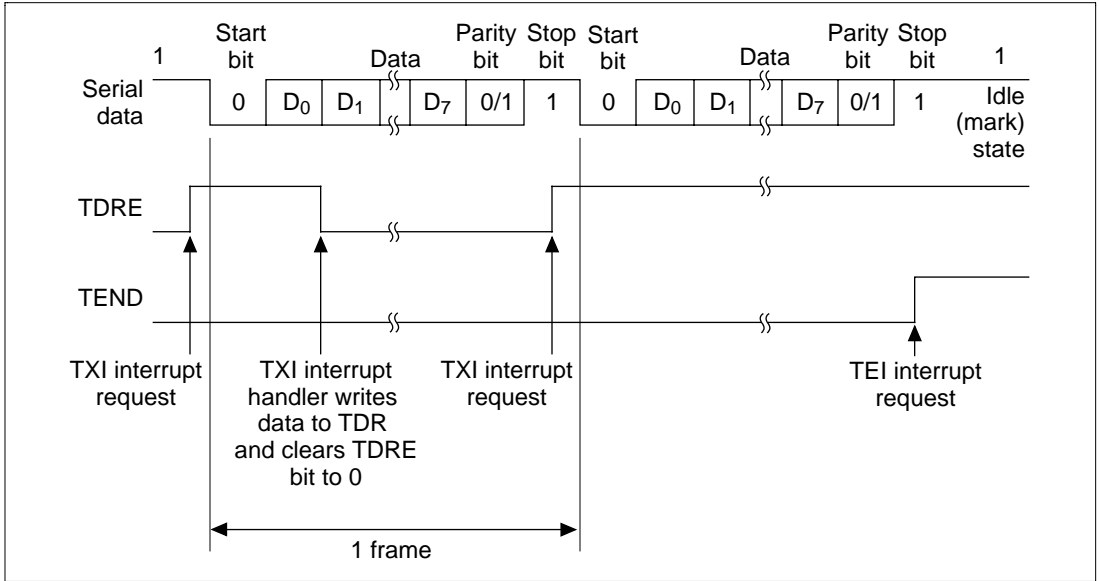 Start bit
Data
Parity bit
Stop bit
Start bit
Data
Parity bit
Stop bit
1
1
Serial data
0 D0 D1 D7 0/1 1 0 D0 D1 D7 0/1 1
Idle (mark) state
TDRE
TEND
TXI interrupt request
TXI interrupt handler writes data to TDR and clears TDRE bit to 0
TXI interrupt request
TEI interrupt request
1 frame